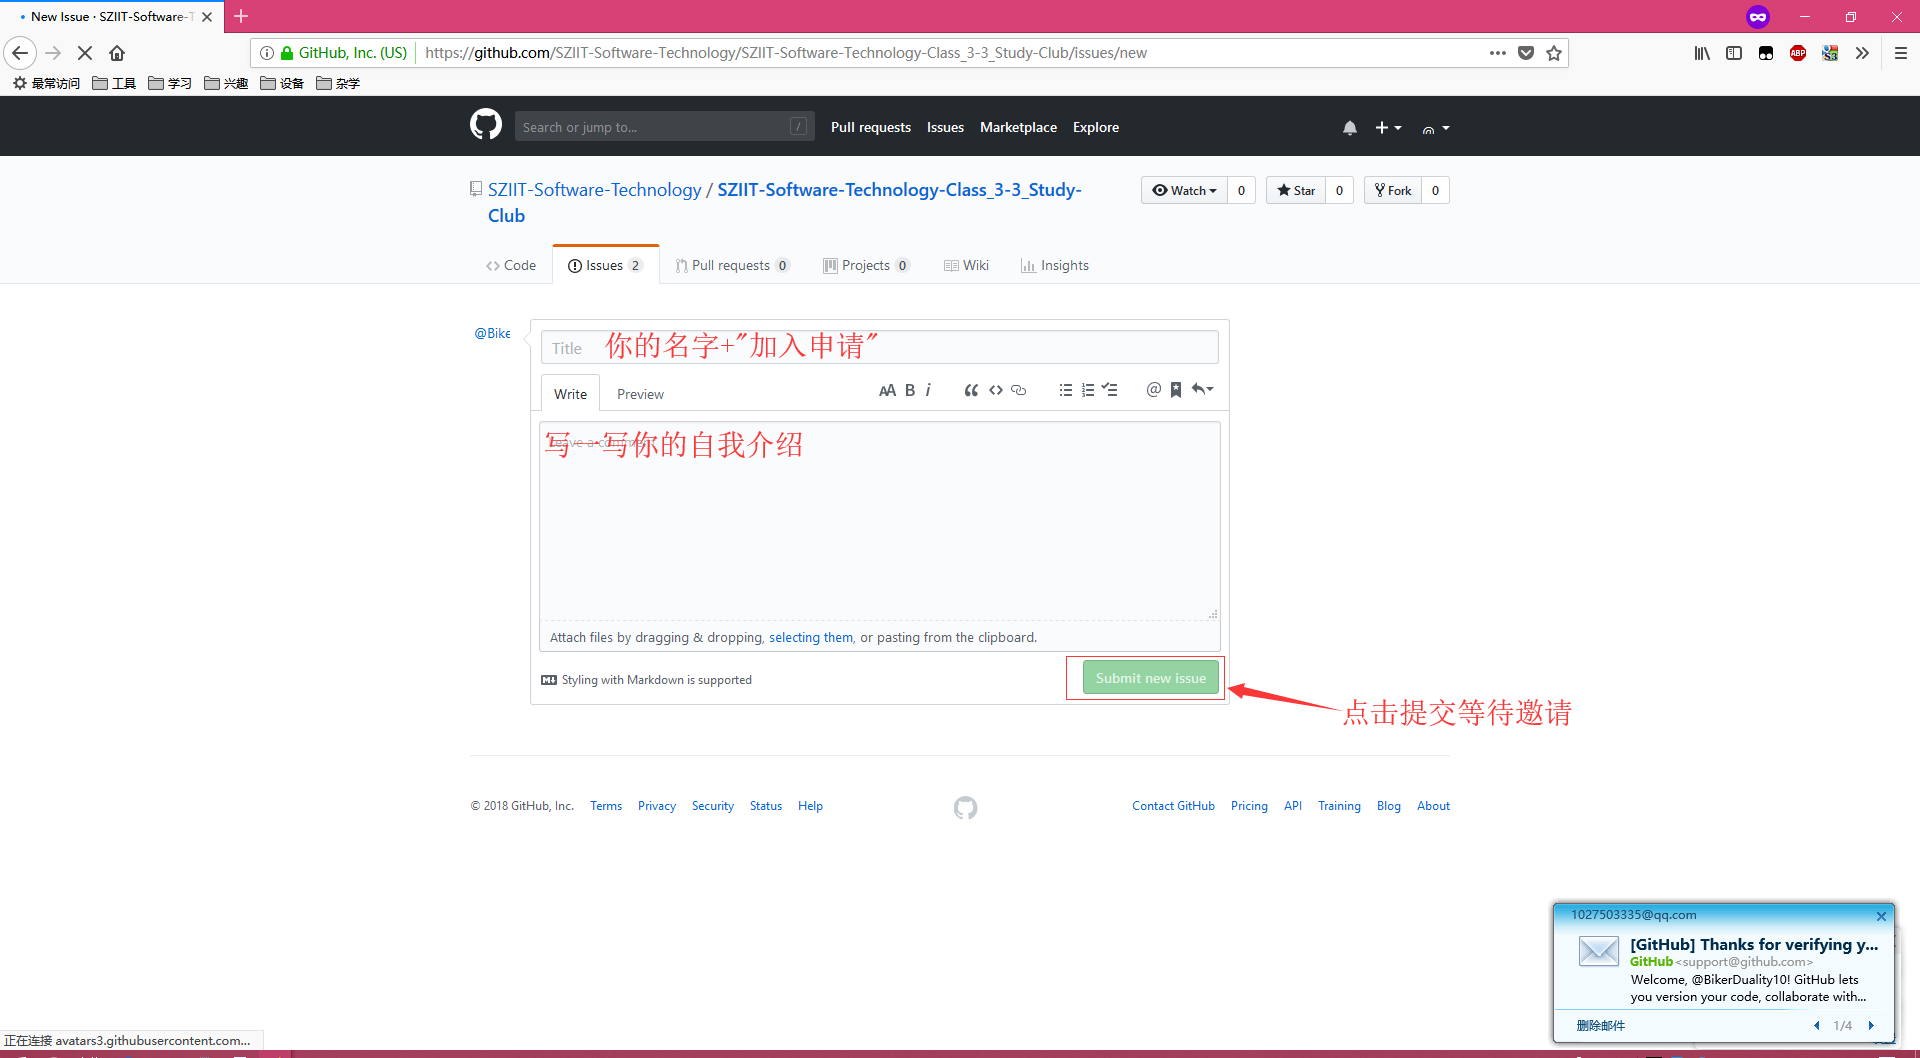 New Issue · SZIIT-Software-T
GitHub, Inc. (US)
https://github.com/SZIIT-Software-Technology/SZIIT-Software-Technology-Class_3-3_Study-Club/issues/new
ABP
最常访问 工具 学习 兴趣 设备 杂学
Search or jump to... /
Pull requests Issues Marketplace Explore
SZIIT-Software-Technology / SZIIT-Software-Technology-Class_3-3_Study-
Club
Watch 0 Star 0 Fork 0
Code Issues 2 Pull requests 0 Projects 0 Wiki Insights
@Bike
Title 你的名字+"加入申请"
Write Preview
AA B i
Leave a comment
写一写你的自我介绍
Attach files by dragging & dropping, selecting them, or pasting from the clipboard.
Styling with Markdown is supported
Submit new issue
点击提交等待邀请
© 2018 GitHub, Inc. Terms Privacy Security Status Help
Contact GitHub Pricing API Training Blog About
1027503335@qq.com
[GitHub] Thanks for verifying y...
GitHub <support@github.com>
Welcome, @BikerDuality10! GitHub lets
you version your code, collaborate with...
删除邮件 1/4
正在连接 avatars3.githubusercontent.com...